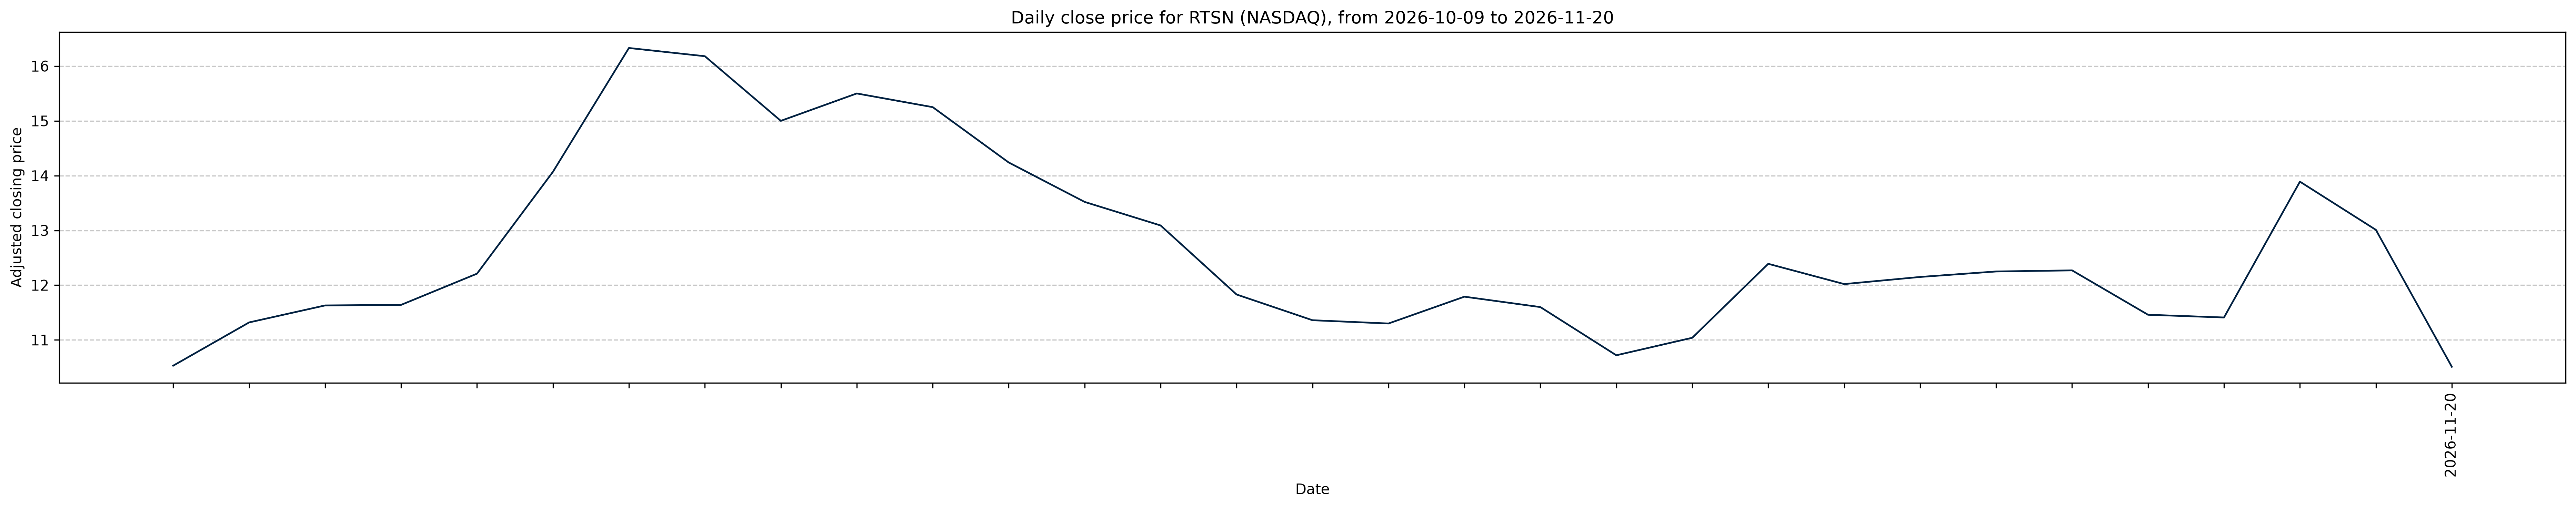 Daily close price for RTSN (NASDAQ), from 2026-10-09 to 2026-11-20
Adjusted closing price
16
15
14
13
12
11
2026-11-20
Date